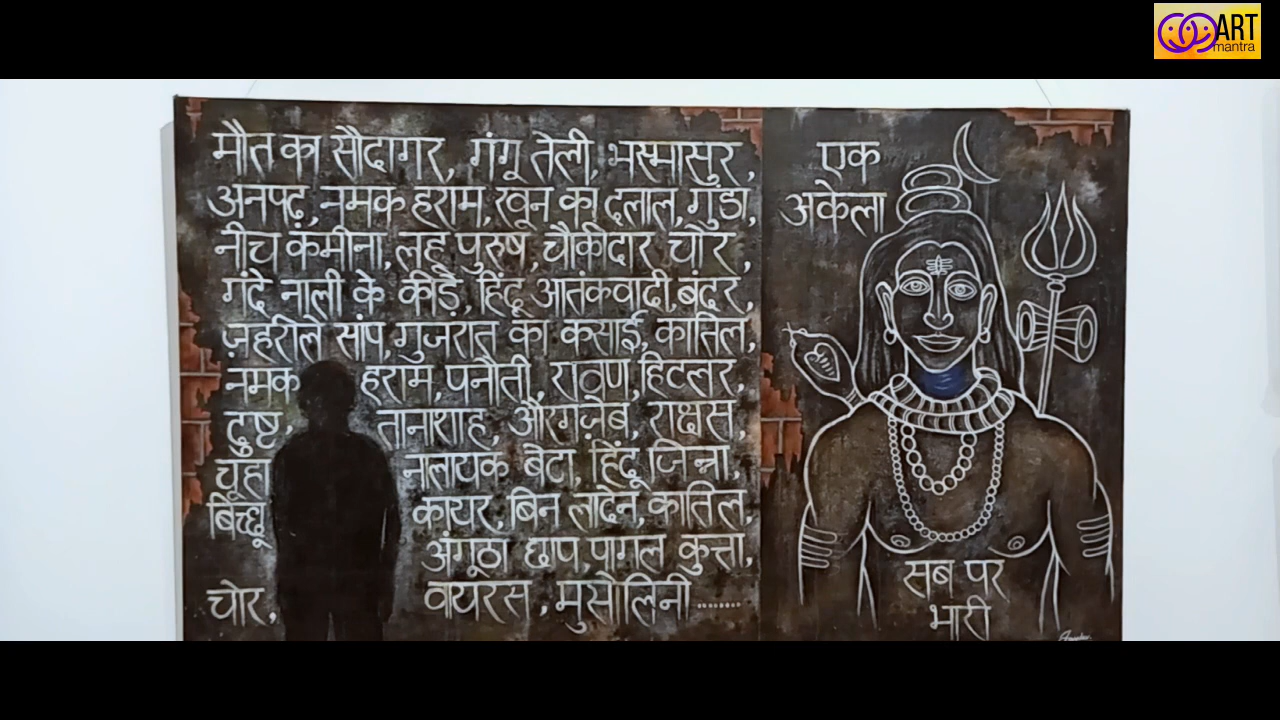 ART
mantra
मौत का सौदागर, गंगू तेली, भस्मासुर,
अनपढ़, नमक हराम, खून का दलाल, गुंडा,
नीच कमीना, लहू पुरुष, चौकीदार चोर,
गंदे नाली के कीड़े, हिंदू आतंकवादी, बंदर,
ज़हरीले सांप, गुजरात का कसाई, कातिल,
नमक हराम, पनौती, रावण, हिटलर,
दुष्ट, तानाशाह, औरंगज़ेब, राक्षस,
चूहा नालायक बेटा, हिंदू जिन्ना,
बिच्छू कायर, बिन लादेन, कातिल,
अंगूठा छाप, पागल कुत्ता,
चोर, वायरस, मुसोलिनी ........
एक
अकेला
सब पर
भारी